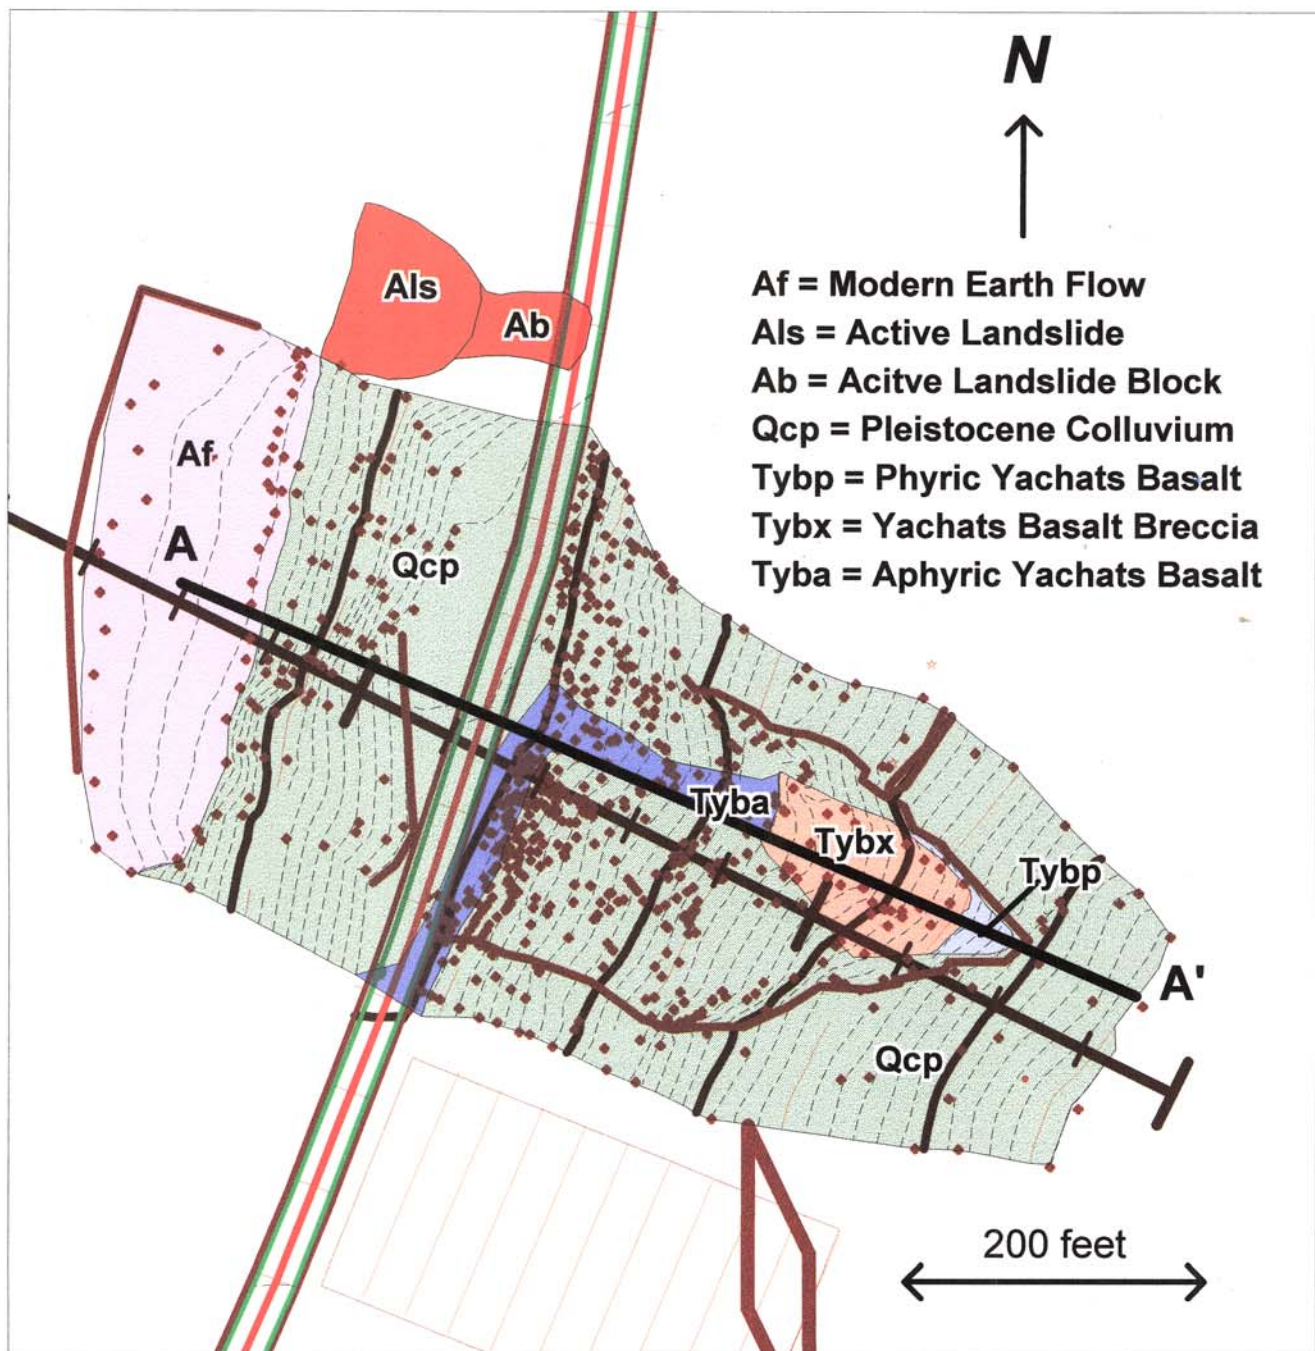 N
Af = Modern Earth Flow
Als = Active Landslide
Ab = Acitve Landslide Block
Qcp = Pleistocene Colluvium
Tybp = Phyric Yachats Basalt
Tybx = Yachats Basalt Breccia
Tyba = Aphyric Yachats Basalt
Als
Ab
Af
A
Qcp
Tyba
Tybx
Tybp
A'
Qcp
200 feet